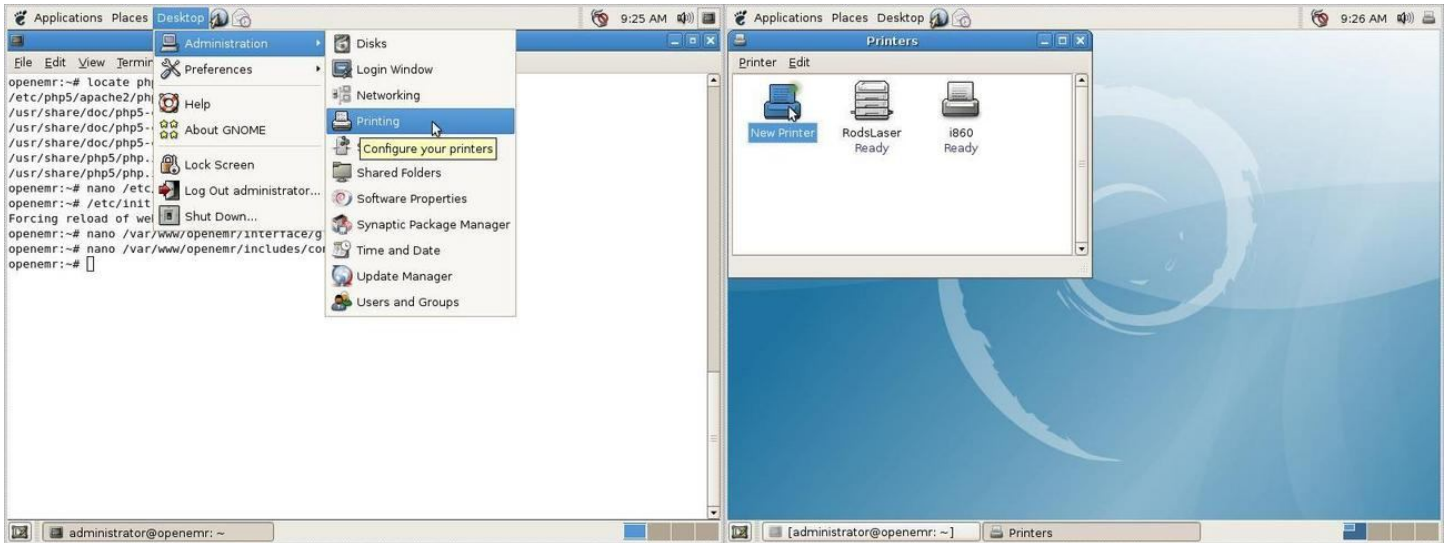 Applications Places Desktop 9:25 AM
File Edit View Termin
openemr:~# locate ph
/etc/php5/apache2/ph
/usr/share/doc/php5-
/usr/share/doc/php5-
/usr/share/doc/php5-
/usr/share/php5/php.
/usr/share/php5/php.
openemr:~# nano /etc
openemr:~# /etc/init
Forcing reload of we
openemr:~# nano /var/www/openemr/interface/g
openemr:~# nano /var/www/openemr/includes/co
openemr:~#
Administration
Preferences
Help
About GNOME
Lock Screen
Log Out administrator...
Shut Down...
Disks
Login Window
Networking
Printing
Configure your printers
Shared Folders
Software Properties
Synaptic Package Manager
Time and Date
Update Manager
Users and Groups
administrator@openemr: ~
Applications Places Desktop 9:26 AM
Printers
Printer Edit
New Printer RodsLaser i860
Ready Ready
[administrator@openemr: ~] Printers